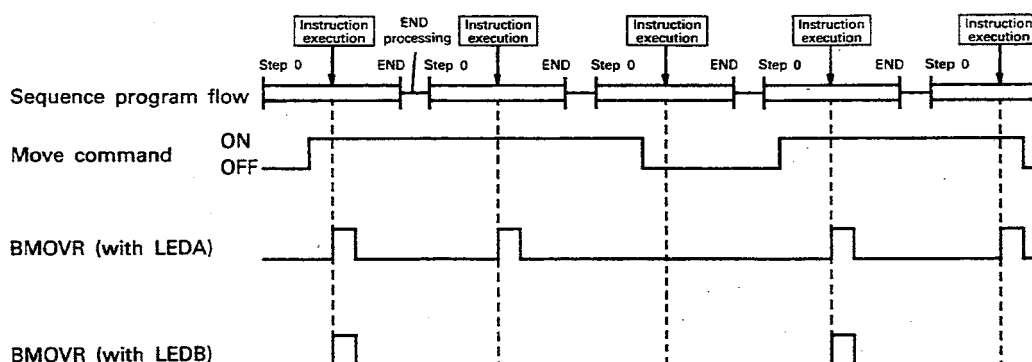 Instruction execution
END processing
Instruction execution
Instruction execution
Instruction execution
Instruction execution
Step 0 END Step 0 END Step 0 END Step 0 END Step 0
Sequence program flow
Move command
ON
OFF
BMOVR (with LEDA)
BMOVR (with LEDB)